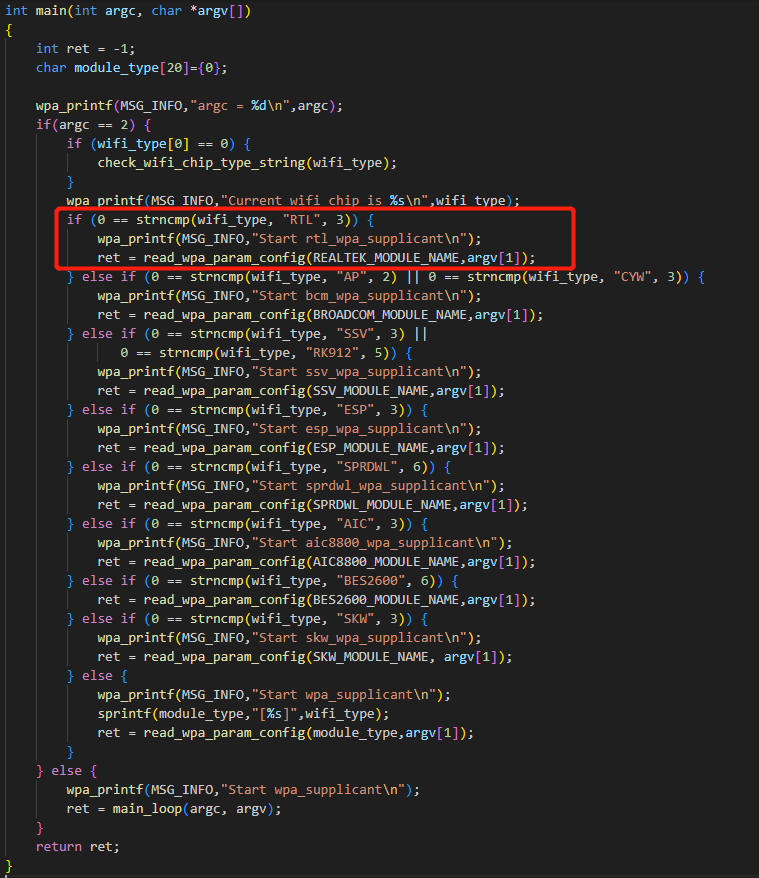 int main(int argc, char *argv[])
{
    int ret = -1;
    char module_type[20]={0};
    wpa_printf(MSG_INFO,"argc = %d\n",argc);
    if(argc == 2) {
        if (wifi_type[0] == 0) {
            check_wifi_chip_type_string(wifi_type);
        }
        wpa_printf(MSG_INFO,"Current wifi chip is %s\n",wifi_type);
        if (0 == strncmp(wifi_type, "RTL", 3)) {
            wpa_printf(MSG_INFO,"Start rtl_wpa_supplicant\n");
            ret = read_wpa_param_config(REALTEK_MODULE_NAME,argv[1]);
        } else if (0 == strncmp(wifi_type, "AP", 2) || 0 == strncmp(wifi_type, "CYW", 3)) {
            wpa_printf(MSG_INFO,"Start bcm_wpa_supplicant\n");
            ret = read_wpa_param_config(BROADCOM_MODULE_NAME,argv[1]);
        } else if (0 == strncmp(wifi_type, "SSV", 3) ||
               0 == strncmp(wifi_type, "RK912", 5)) {
            wpa_printf(MSG_INFO,"Start ssv_wpa_supplicant\n");
            ret = read_wpa_param_config(SSV_MODULE_NAME,argv[1]);
        } else if (0 == strncmp(wifi_type, "ESP", 3)) {
            wpa_printf(MSG_INFO,"Start esp_wpa_supplicant\n");
            ret = read_wpa_param_config(ESP_MODULE_NAME,argv[1]);
        } else if (0 == strncmp(wifi_type, "SPRDWL", 6)) {
            wpa_printf(MSG_INFO,"Start sprdwl_wpa_supplicant\n");
            ret = read_wpa_param_config(SPRDWL_MODULE_NAME,argv[1]);
        } else if (0 == strncmp(wifi_type, "AIC", 3)) {
            wpa_printf(MSG_INFO,"Start aic8800_wpa_supplicant\n");
            ret = read_wpa_param_config(AIC8800_MODULE_NAME,argv[1]);
        } else if (0 == strncmp(wifi_type, "BES2600", 6)) {
            ret = read_wpa_param_config(BES2600_MODULE_NAME,argv[1]);
        } else if (0 == strncmp(wifi_type, "SKW", 3)) {
            wpa_printf(MSG_INFO,"Start skw_wpa_supplicant\n");
            ret = read_wpa_param_config(SKW_MODULE_NAME, argv[1]);
        } else {
            wpa_printf(MSG_INFO,"Start wpa_supplicant\n");
            sprintf(module_type,"[%s]",wifi_type);
            ret = read_wpa_param_config(module_type,argv[1]);
        }
    } else {
        wpa_printf(MSG_INFO,"Start wpa_supplicant\n");
        ret = main_loop(argc, argv);
    }
    return ret;
}